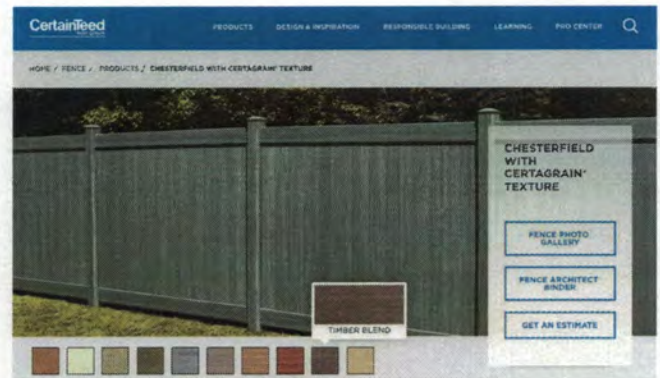 CertainTeed
PRODUCTS DESIGN & INSPIRATION RESPONSIBLE BUILDING LEARNING PRO CENTER
HOME / FENCE / PRODUCTS / CHESTERFIELD WITH CERTAGRAIN® TEXTURE
CHESTERFIELD
WITH
CERTAGRAIN®
TEXTURE
FENCE PHOTO
GALLERY
FENCE ARCHITECT
BINDER
GET AN ESTIMATE
TIMBER BLEND